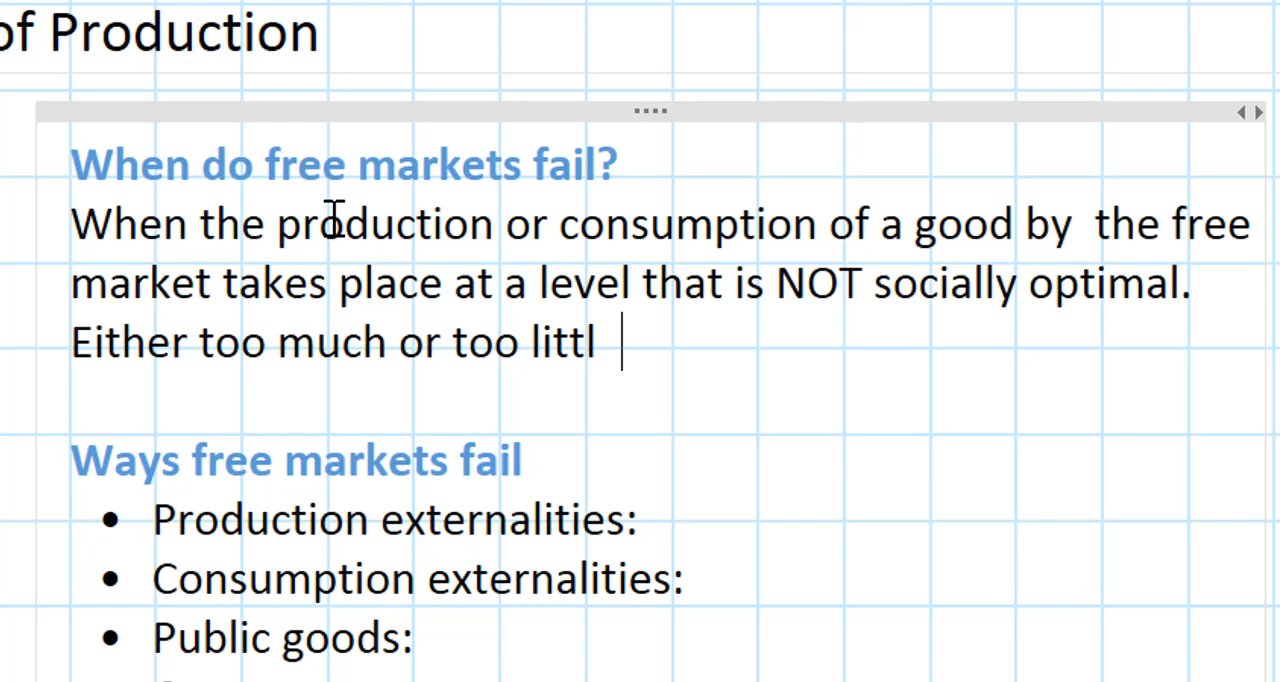 of Production
When do free markets fail?
When the production or consumption of a good by  the free
market takes place at a level that is NOT socially optimal.
Either too much or too littl
Ways free markets fail
• Production externalities:
• Consumption externalities:
• Public goods: